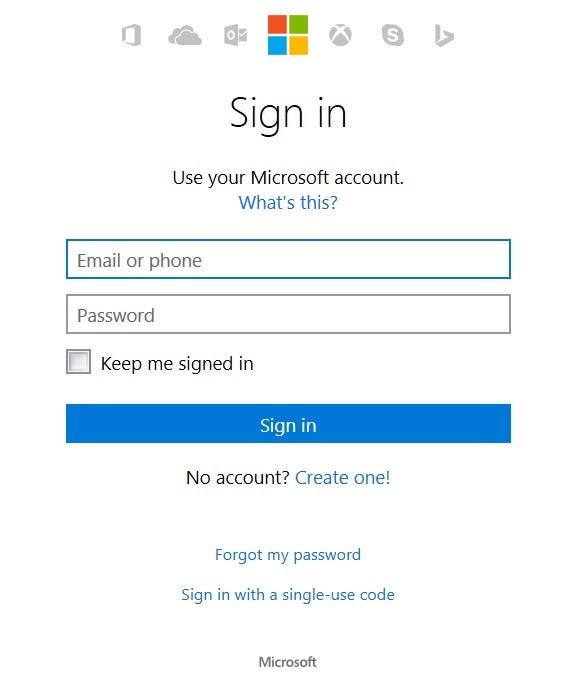 Sign in
Use your Microsoft account.
What's this?
Email or phone
Password
Keep me signed in
Sign in
No account? Create one!
Forgot my password
Sign in with a single-use code
Microsoft